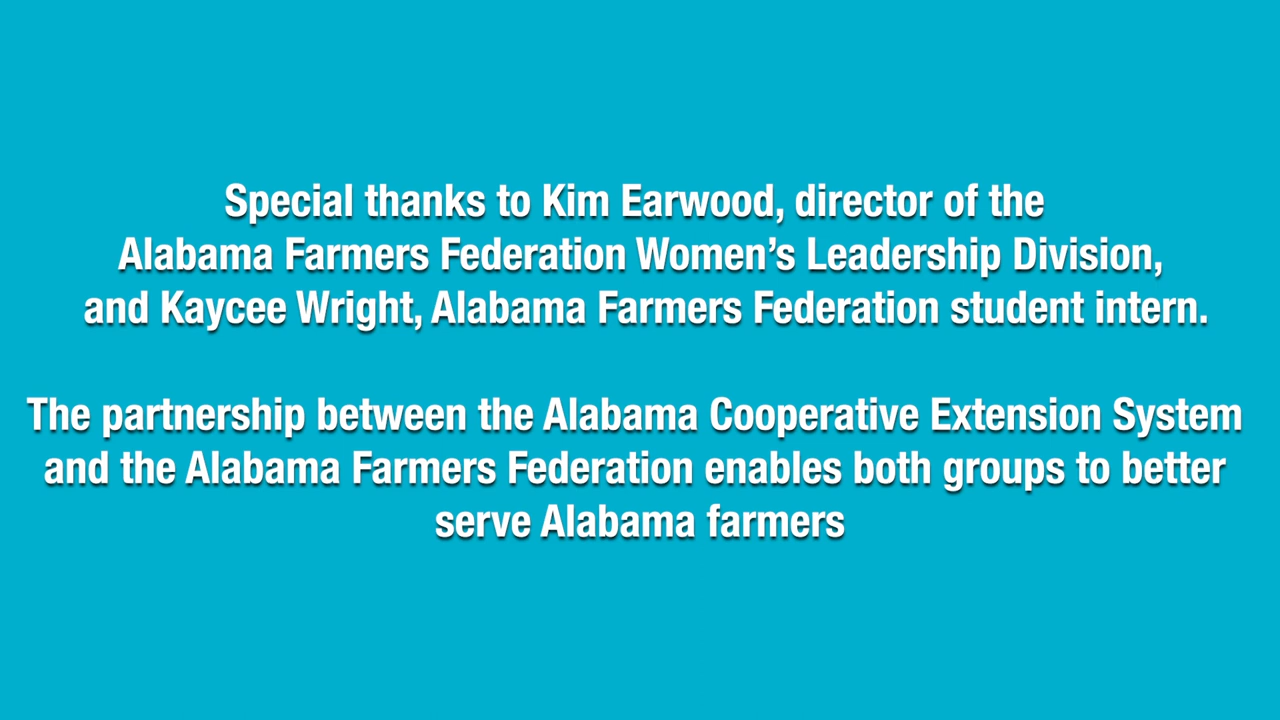 Special thanks to Kim Earwood, director of the
Alabama Farmers Federation Women’s Leadership Division,
and Kaycee Wright, Alabama Farmers Federation student intern.
The partnership between the Alabama Cooperative Extension System
and the Alabama Farmers Federation enables both groups to better
serve Alabama farmers